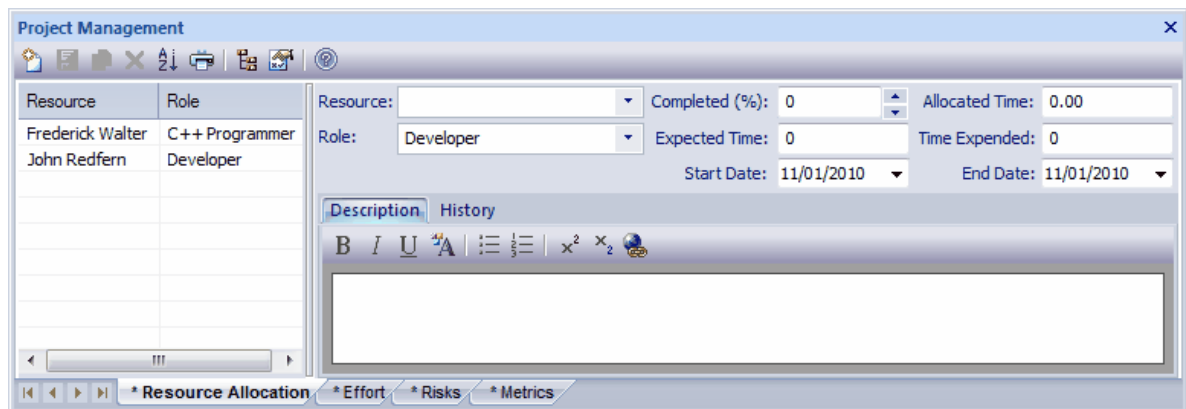 Project Management
Resource Role
Frederick Walter C++ Programmer
John Redfern Developer
Resource: Completed (%): 0 Allocated Time: 0.00
Role: Developer Expected Time: 0 Time Expended: 0
Start Date: 11/01/2010 End Date: 11/01/2010
Description History
B I U A x² x₂
* Resource Allocation * Effort * Risks * Metrics